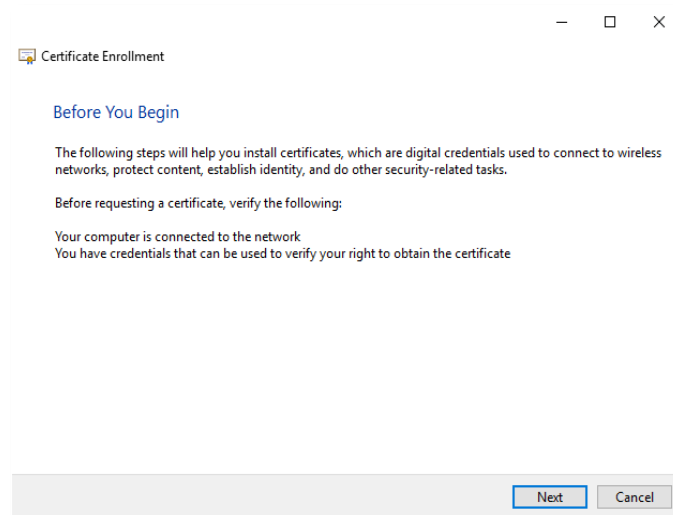 Certificate Enrollment
Before You Begin
The following steps will help you install certificates, which are digital credentials used to connect to wireless
networks, protect content, establish identity, and do other security-related tasks.
Before requesting a certificate, verify the following:
Your computer is connected to the network
You have credentials that can be used to verify your right to obtain the certificate
Next
Cancel